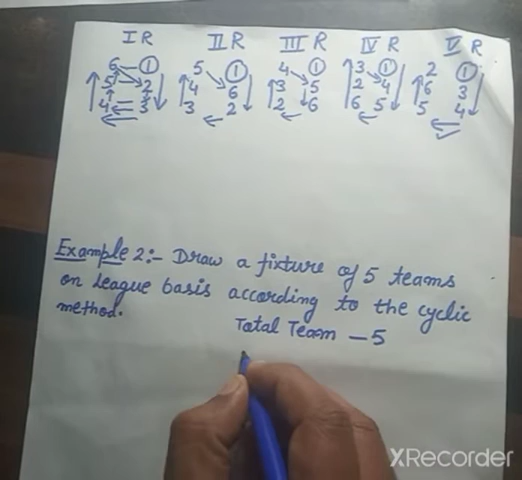 I R II R III R IV R V R
6 ① 5 ① 4 ① 3 ① 2 ①
5 2 4 6 3 5 2 4 6 3
4 3 3 2 2 6 6 5 5 4
Example 2:- Draw a fixture of 5 teams
on league basis according to the cyclic
method.
Total Team - 5
XRecorder